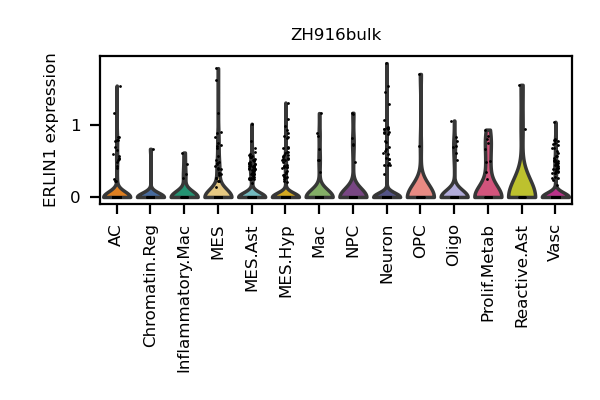 ZH916bulk
ERLIN1 expression
1
0
AC
Chromatin.Reg
Inflammatory.Mac
MES
MES.Ast
MES.Hyp
Mac
NPC
Neuron
OPC
Oligo
Prolif.Metab
Reactive.Ast
Vasc